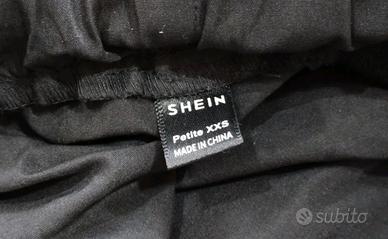 SHEIN
Petite XXS
MADE IN CHINA
subito